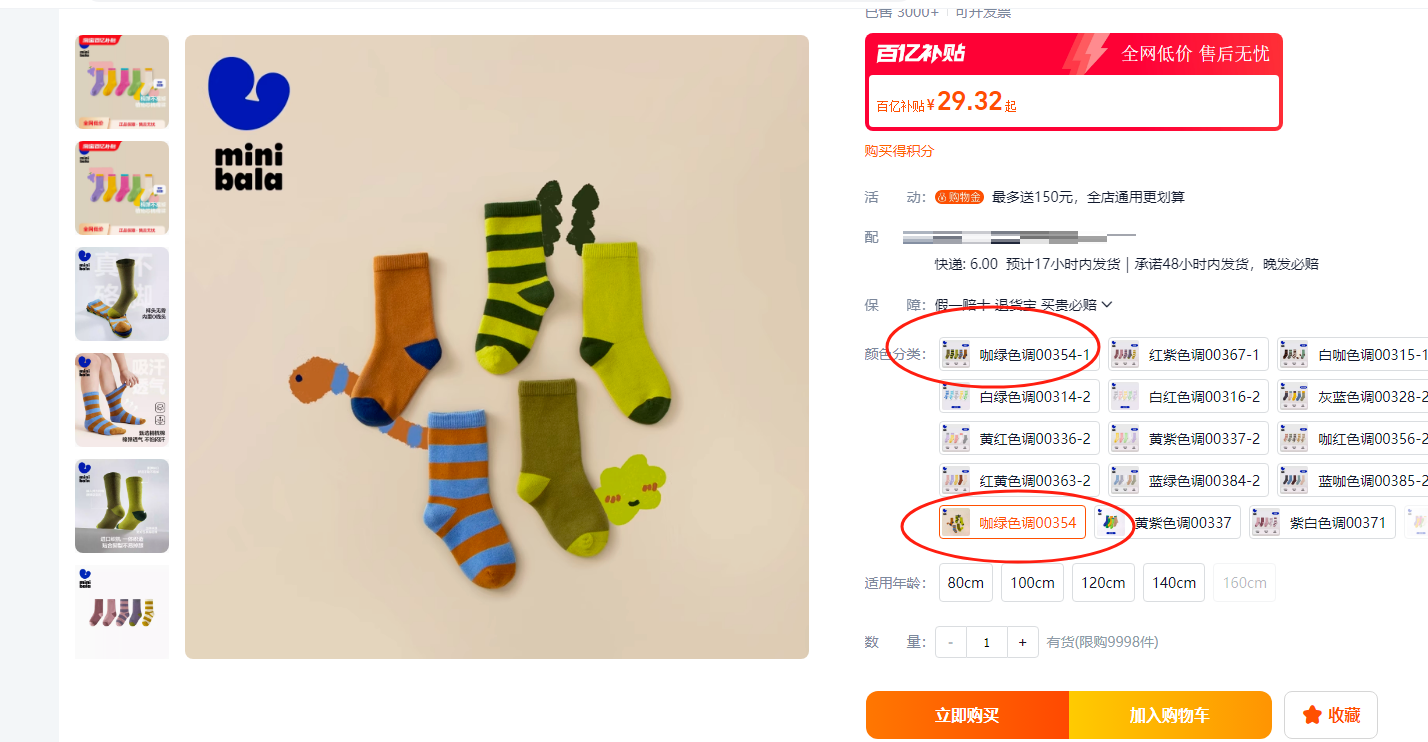 已售 3000+ 可开发票
百亿补贴 全网低价 售后无忧
百亿补贴¥29.32起
购买得积分
活 动: 购物金 最多送150元，全店通用更划算
配
快递: 6.00 预计17小时内发货 | 承诺48小时内发货，晚发必赔
保 障: 假一赔十 退货宝 买贵必赔
颜色分类: 咖绿色调00354-1 红紫色调00367-1 白咖色调00315-1
白绿色调00314-2 白红色调00316-2 灰蓝色调00328-2
黄红色调00336-2 黄紫色调00337-2 咖红色调00356-2
红黄色调00363-2 蓝绿色调00384-2 蓝咖色调00385-2
咖绿色调00354 黄紫色调00337 紫白色调00371
适用年龄: 80cm 100cm 120cm 140cm 160cm
数 量: - 1 + 有货(限购9998件)
立即购买 加入购物车 收藏
mini
bala
吸汗
透气
mini
bala